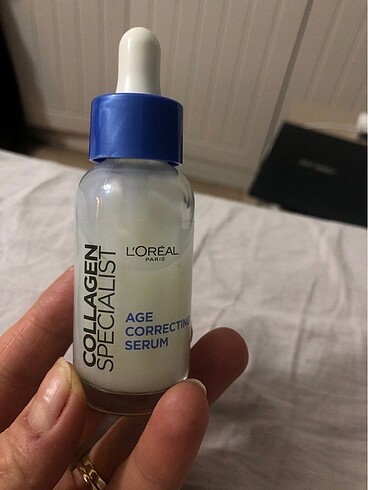 COLLAGEN
SPECIALIST
L'ORÉAL
PARIS
AGE
CORRECTING
SERUM